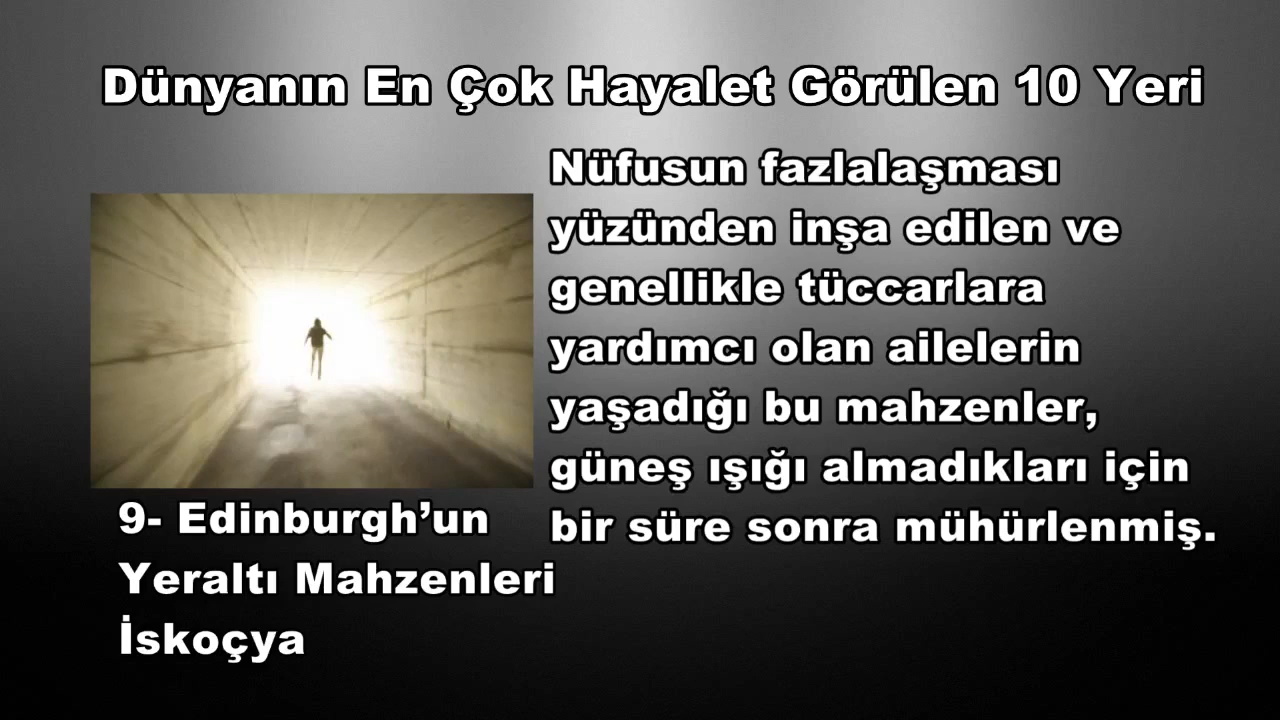 Dünyanın En Çok Hayalet Görülen 10 Yeri
Nüfusun fazlalaşması
yüzünden inşa edilen ve
genellikle tüccarlara
yardımcı olan ailelerin
yaşadığı bu mahzenler,
güneş ışığı almadıkları için
bir süre sonra mühürlenmiş.
9- Edinburgh’un
Yeraltı Mahzenleri
İskoçya